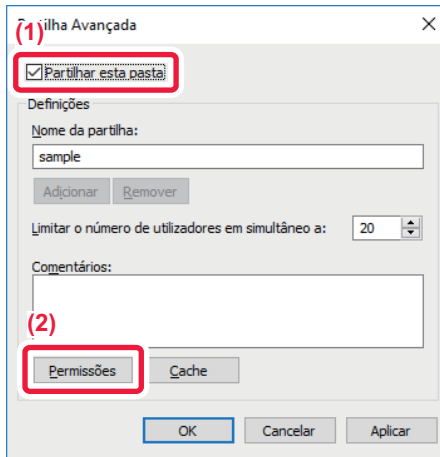 (1)
Partilha Avançada
Partilhar esta pasta
Definições
Nome da partilha:
sample
Adicionar Remover
Limitar o número de utilizadores em simultâneo a: 20
Comentários:
(2)
Permissões Cache
OK Cancelar Aplicar